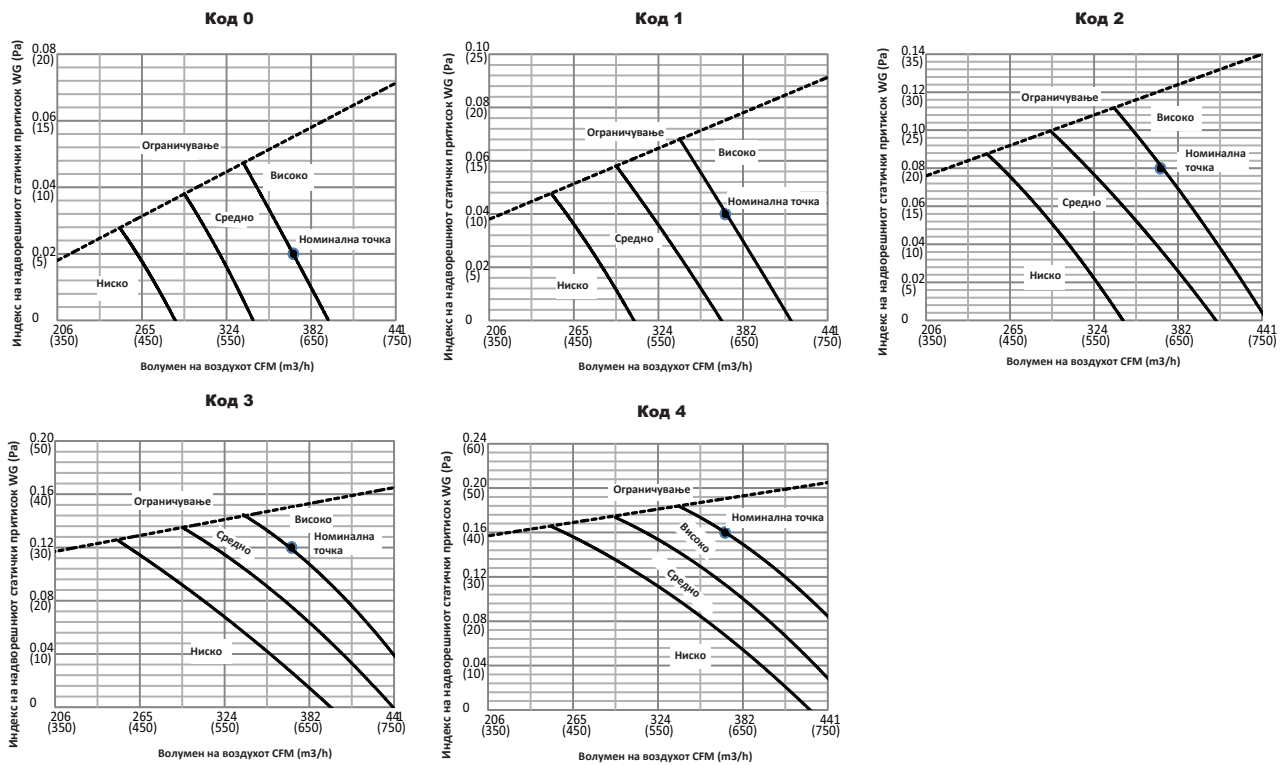 Код 0
Индекс на надворешниот статички притисок WG (Pa)
0.08
(20)
0.06
(15)
0.04
(10)
0.02
(5)
0
Ограничување
Високо
Средно
Номинална точка
Ниско
206
(350)
265
(450)
324
(550)
382
(650)
441
(750)
Волумен на воздухот CFM (m3/h)
Код 1
Индекс на надворешниот статички притисок WG (Pa)
0.10
(25)
0.08
(20)
0.06
(15)
0.04
(10)
0.02
(5)
0
Ограничување
Високо
Номинална точка
Средно
Ниско
206
(350)
265
(450)
324
(550)
382
(650)
441
(750)
Волумен на воздухот CFM (m3/h)
Код 2
Индекс на надворешниот статички притисок WG (Pa)
0.14
(35)
0.12
(30)
0.10
(25)
0.08
(20)
0.06
(15)
0.04
(10)
0.02
(5)
0
Ограничување
Високо
Номинална
точка
Средно
Ниско
206
(350)
265
(450)
324
(550)
382
(650)
441
(750)
Волумен на воздухот CFM (m3/h)
Код 3
Индекс на надворешниот статички притисок WG (Pa)
0.20
(50)
0.16
(40)
0.12
(30)
0.08
(20)
0.04
(10)
0
Ограничување
Високо
Номинална
точка
Средно
Ниско
206
(350)
265
(450)
324
(550)
382
(650)
441
(750)
Волумен на воздухот CFM (m3/h)
Код 4
Индекс на надворешниот статички притисок WG (Pa)
0.24
(60)
0.20
(50)
0.16
(40)
0.12
(30)
0.08
(20)
0.04
(10)
0
Ограничување
Номинална точка
Високо
Средно
Ниско
206
(350)
265
(450)
324
(550)
382
(650)
441
(750)
Волумен на воздухот CFM (m3/h)